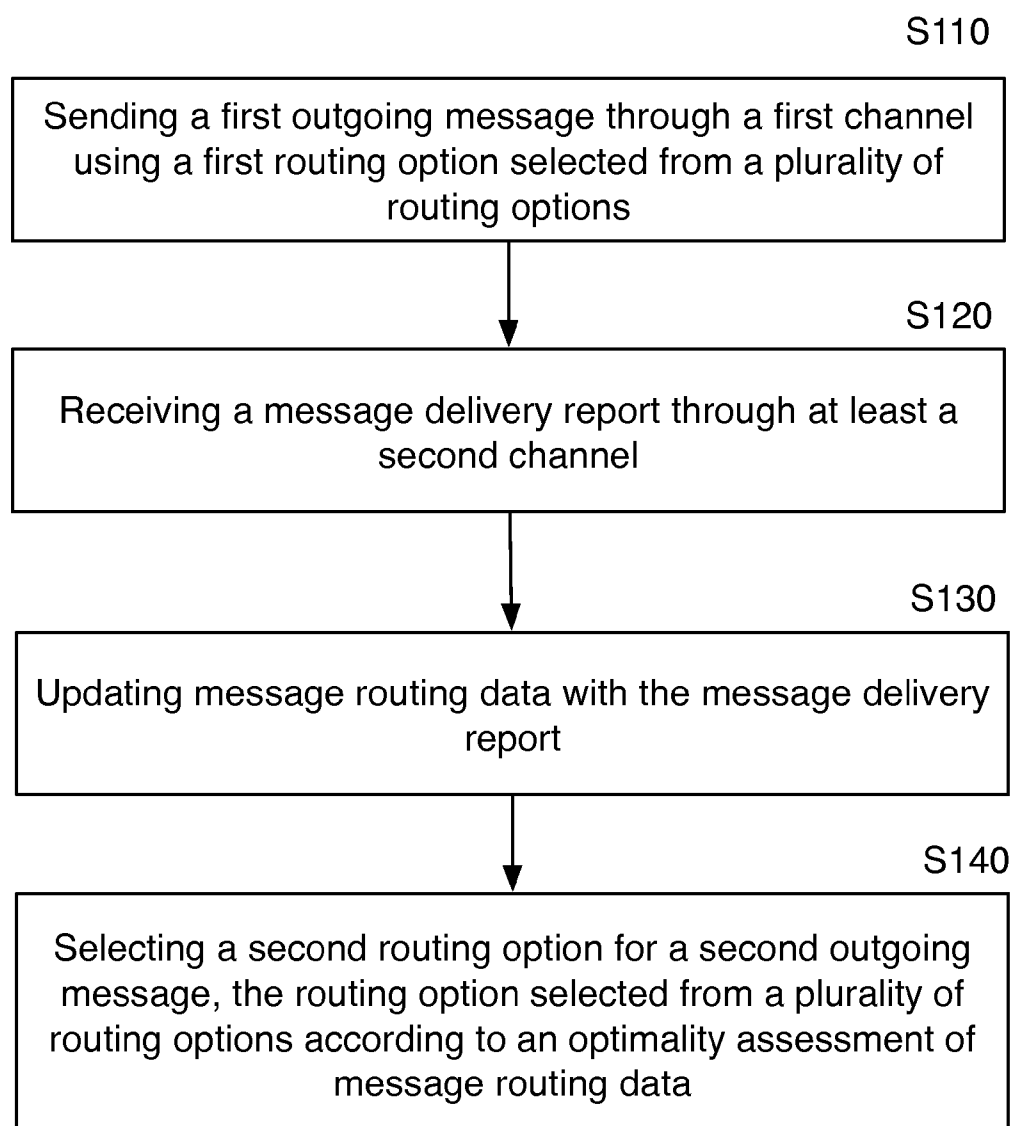 S110
Sending a first outgoing message through a first channel
using a first routing option selected from a plurality of
routing options
S120
Receiving a message delivery report through at least a
second channel
S130
Updating message routing data with the message delivery
report
S140
Selecting a second routing option for a second outgoing
message, the routing option selected from a plurality of
routing options according to an optimality assessment of
message routing data